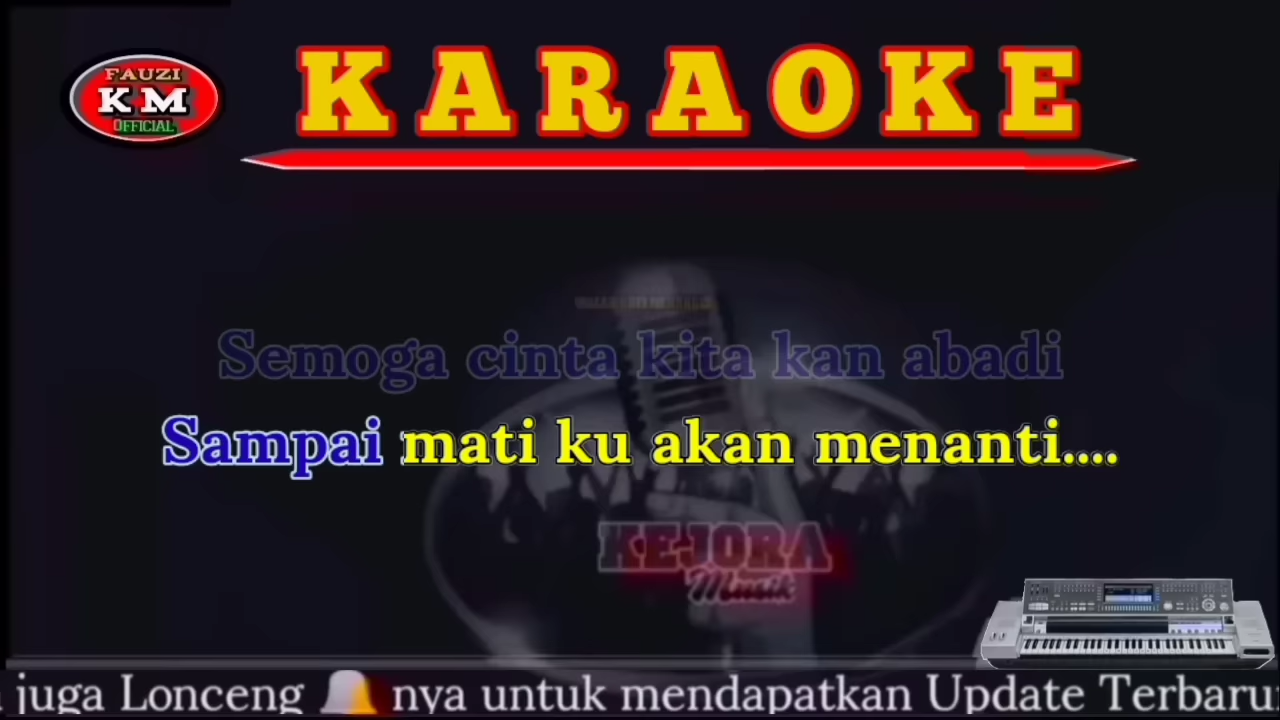 FAUZI
KM
OFFICIAL
KARAOKE
Semoga cinta kita kan abadi
Sampai mati ku akan menanti....
KEJORA
Musik
juga Lonceng 🔔 nya untuk mendapatkan Update Terbaru